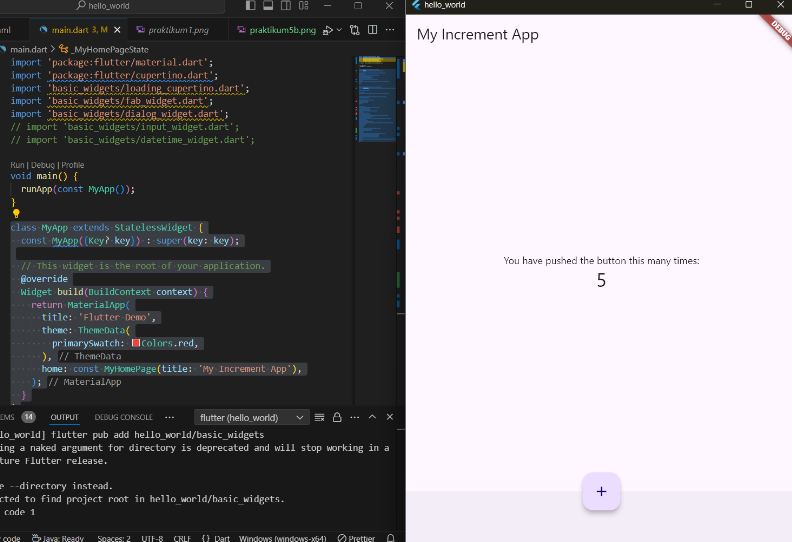 hello_world
main.dart 3, M
praktikum1.png
praktikum5b.png
main.dart > _MyHomePageState
import 'package:flutter/material.dart';
import 'package:flutter/cupertino.dart';
import 'basic_widgets/loading_cupertino.dart';
import 'basic_widgets/fab_widget.dart';
import 'basic_widgets/dialog_widget.dart';
// import 'basic_widgets/input_widget.dart';
// import 'basic_widgets/datetime_widget.dart';
Run | Debug | Profile
void main() {
runApp(const MyApp());
}
class MyApp extends StatelessWidget {
const MyApp({Key? key}) : super(key: key);
// This widget is the root of your application.
@override
Widget build(BuildContext context) {
return MaterialApp(
title: 'Flutter Demo',
theme: ThemeData(
primarySwatch: Colors.red,
), // ThemeData
home: const MyHomePage(title: 'My Increment App'),
); // MaterialApp
}
EMS 14 OUTPUT DEBUG CONSOLE ··· flutter (hello_world)
lo_world] flutter pub add hello_world/basic_widgets
ing a naked argument for directory is deprecated and will stop working in a
ture Flutter release.
e --directory instead.
cted to find project root in hello_world/basic_widgets.
code 1
code Java: Ready Spaces: 2 UTF-8 CRLF {} Dart Windows (windows-x64) Prettier
hello_world
DEBUG
My Increment App
You have pushed the button this many times:
5
+